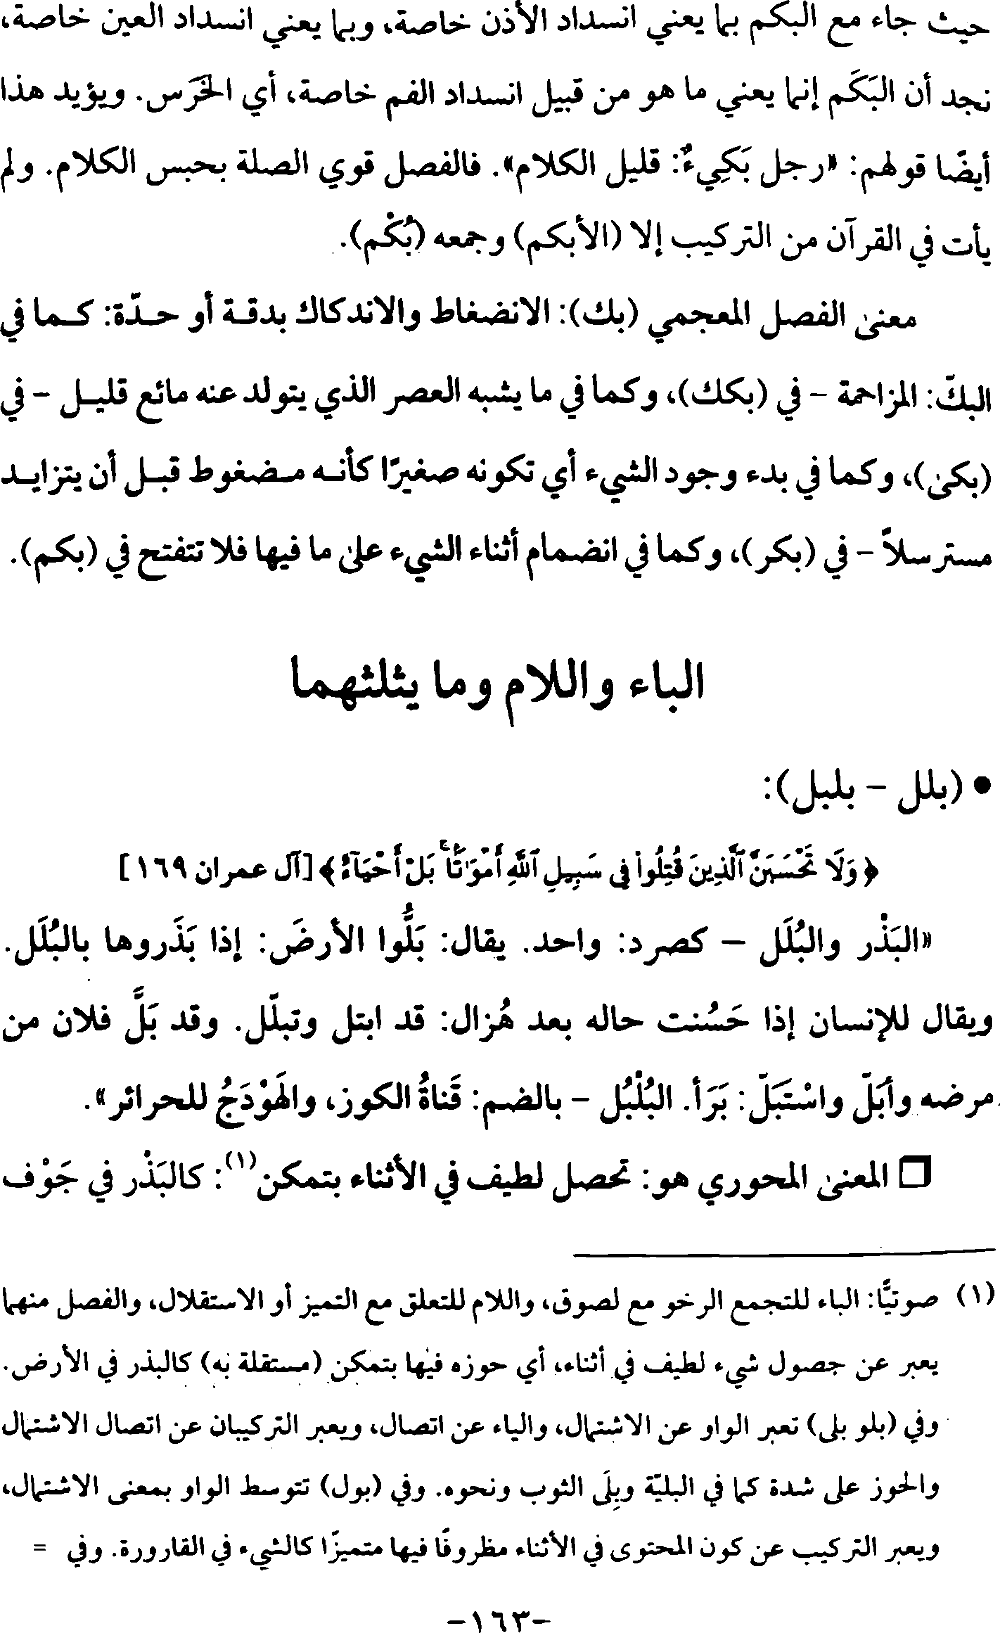 حيث جاء مع البكم بما يعني انسداد الأذن خاصة، وبما يعني انسداد العين خاصة،
نجد أن البَكَم إنما يعني ما هو من قبيل انسداد الفم خاصة، أي الخَرَس. ويؤيد هذا
أيضًا قولهم: «رجل بَكِيءٌ: قليل الكلام». فالفصل قوي الصلة بحبس الكلام. ولم
يأت في القرآن من التركيب إلا (الأبكم) وجمعه (بُكْم).
معنى الفصل المعجمي (بك): الانضغاط والاندكاك بدقة أو حدّة: كما في
البكّ: المزاحمة - في (بكك)، وكما في ما يشبه العصر الذي يتولد عنه مائع قليل - في
(بكى)، وكما في بدء وجود الشيء أي تكونه صغيرًا كأنه مضغوط قبل أن يتزايد
مسترسلاً - في (بكر)، وكما في انضمام أثناء الشيء على ما فيها فلا تتفتح في (بكم).
الباء واللام وما يثلثهما
• (بلل - بلبل):
﴿وَلَا تَحْسَبَنَّ ٱلَّذِينَ قُتِلُوا۟ فِى سَبِيلِ ٱللَّهِ أَمْوَٰتًۢا ۚ بَلْ أَحْيَآءٌ﴾ [آل عمران ١٦٩]
«البَذْر والبُلَل – كصرد: واحد. يقال: بَلُّوا الأرضَ: إذا بَذَروها بالبُلَل.
ويقال للإنسان إذا حَسُنت حاله بعد هُزال: قد ابتل وتبلّل. وقد بَلَّ فلان من
مرضه وأبَلّ واسْتَبَلّ: بَرَأ. البُلْبُل - بالضم: قَناةُ الكوز، والهَوْدَجُ للحرائر».
❒ المعنى المحوري هو: تحصل لطيف في الأثناء بتمكن(١): كالبَذْر في جَوْف
(١) صوتيًّا: الباء للتجمع الرخو مع لصوق، واللام للتعلق مع التميز أو الاستقلال، والفصل منهما
يعبر عن حصول شيء لطيف في أثناء، أي حوزه فيها بتمكن (مستقلة به) كالبذر في الأرض.
وفي (بلو بلى) تعبر الواو عن الاشتمال، والياء عن اتصال، ويعبر التركيبان عن اتصال الاشتمال
والحوز على شدة كما في البليّة وبِلَى الثوب ونحوه. وفي (بول) تتوسط الواو بمعنى الاشتمال،
ويعبر التركيب عن كون المحتوى في الأثناء مظروفًا فيها متميزًا كالشيء في القارورة. وفي =
-١٦٣-